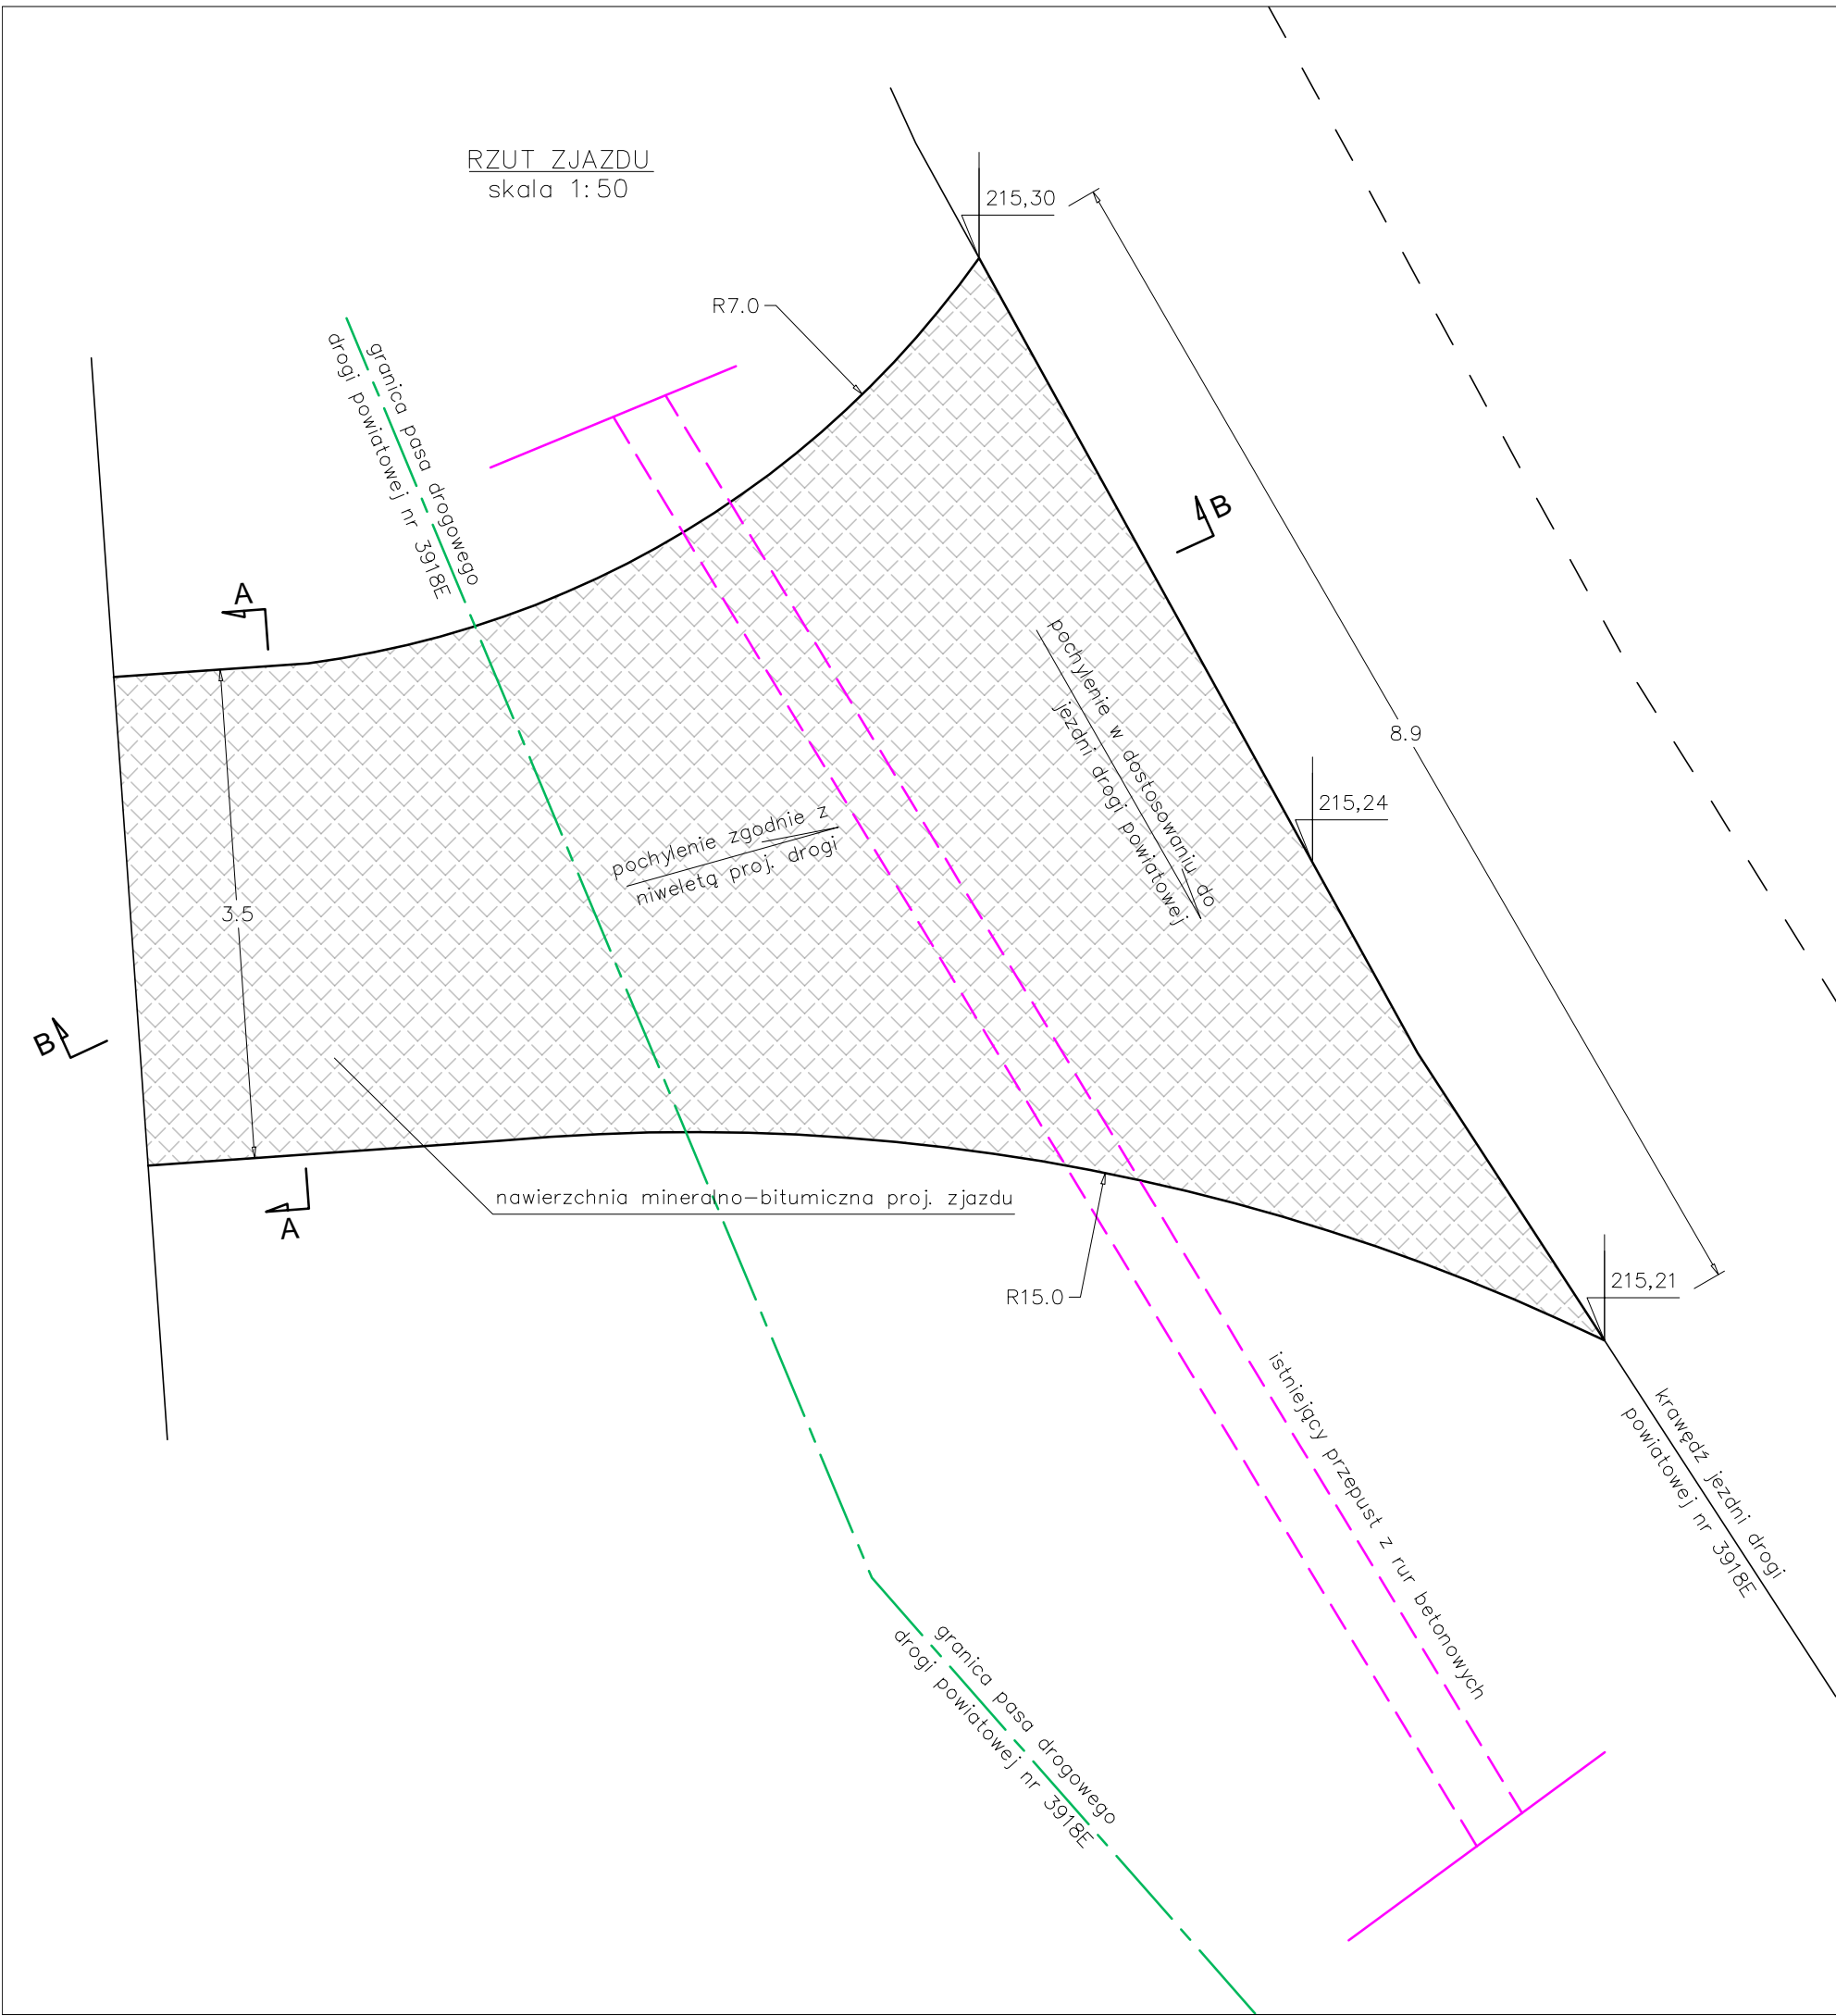 RZUT ZJAZDU
skala 1:50
215,30
R7.0
granica pasa drogowego
drogi powiatowej nr 3918E
B
A
pochylenie w dostosowaniu do
jezdni drogi powiatowej
8.9
215,24
pochylenie zgodnie z
niweletą proj. drogi
3.5
B
nawierzchnia mineralno-bitumiczna proj. zjazdu
A
R15.0
215,21
istniejący przepust z rur betonowych
krawędź jezdni drogi
powiatowej nr 3918E
granica pasa drogowego
drogi powiatowej nr 3918E